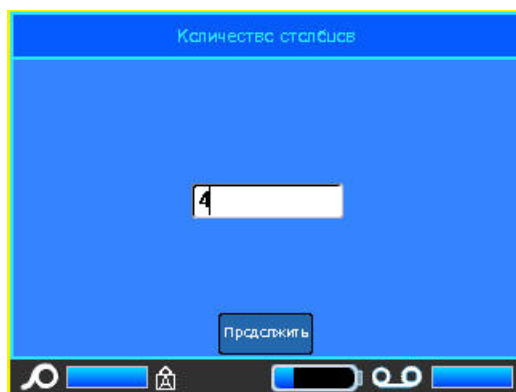 Количество столбцов
4
Продолжить